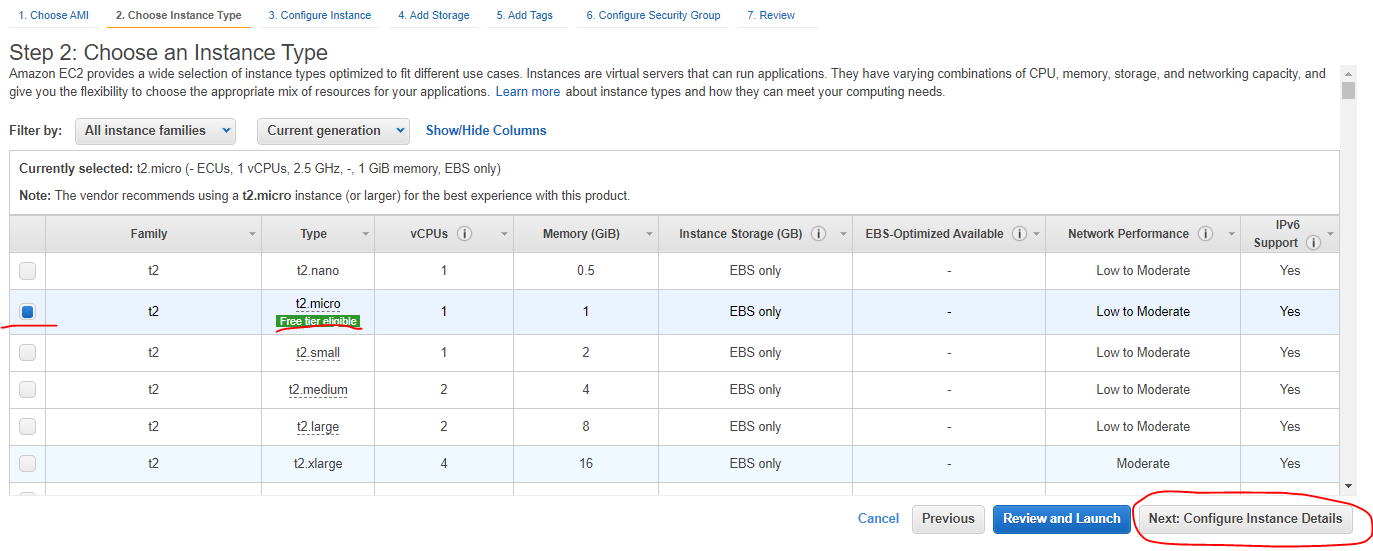 1. Choose AMI 2. Choose Instance Type 3. Configure Instance 4. Add Storage 5. Add Tags 6. Configure Security Group 7. Review
Step 2: Choose an Instance Type
Amazon EC2 provides a wide selection of instance types optimized to fit different use cases. Instances are virtual servers that can run applications. They have varying combinations of CPU, memory, storage, and networking capacity, and
give you the flexibility to choose the appropriate mix of resources for your applications. Learn more about instance types and how they can meet your computing needs.
Filter by: All instance families Current generation Show/Hide Columns
Currently selected: t2.micro (- ECUs, 1 vCPUs, 2.5 GHz, -, 1 GiB memory, EBS only)
Note: The vendor recommends using a t2.micro instance (or larger) for the best experience with this product.
Family Type vCPUs i Memory (GiB) Instance Storage (GB) i EBS-Optimized Available i Network Performance i IPv6 Support i
t2 t2.nano 1 0.5 EBS only - Low to Moderate Yes
t2 t2.micro Free tier eligible 1 1 EBS only - Low to Moderate Yes
t2 t2.small 1 2 EBS only - Low to Moderate Yes
t2 t2.medium 2 4 EBS only - Low to Moderate Yes
t2 t2.large 2 8 EBS only - Low to Moderate Yes
t2 t2.xlarge 4 16 EBS only - Moderate Yes
Cancel Previous Review and Launch Next: Configure Instance Details